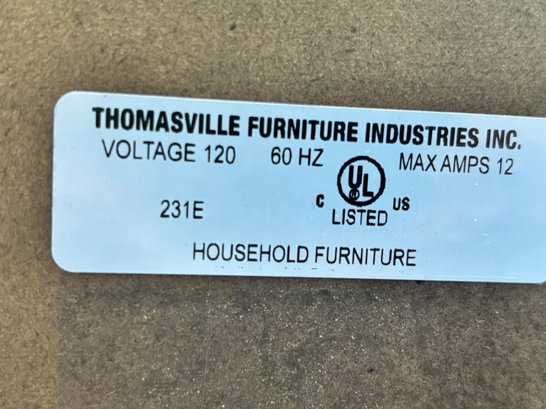 THOMASVILLE FURNITURE INDUSTRIES INC.
VOLTAGE 120 60 HZ MAX AMPS 12
UL
®
C US
231E LISTED
HOUSEHOLD FURNITURE